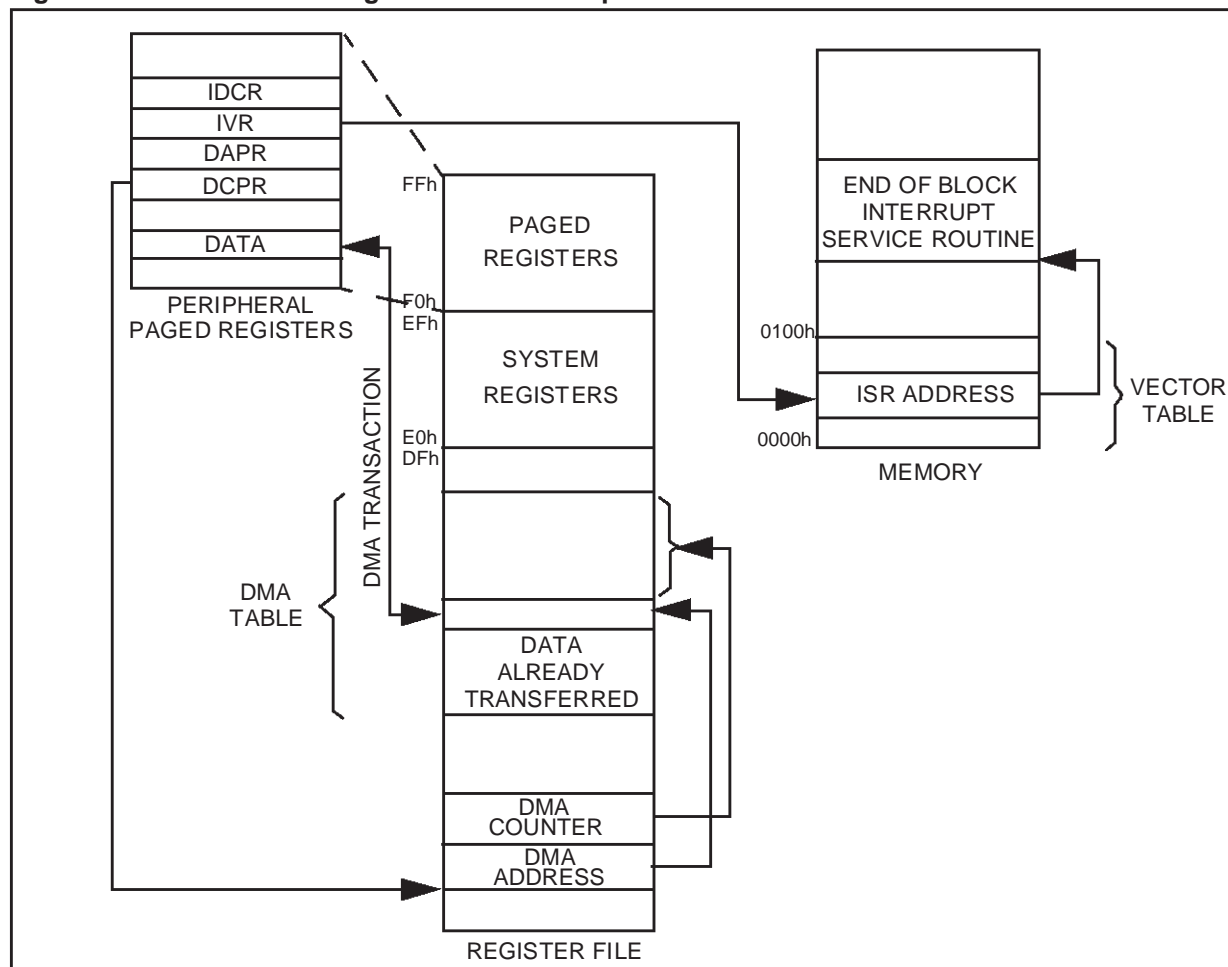 IDCR
IVR
DAPR
DCPR
DATA
PERIPHERAL
PAGED REGISTERS
FFh
PAGED
REGISTERS
F0h
EFh
SYSTEM
REGISTERS
E0h
DFh
DMA TRANSACTION
DMA
TABLE
DATA
ALREADY
TRANSFERRED
DMA
COUNTER
DMA
ADDRESS
REGISTER FILE
END OF BLOCK
INTERRUPT
SERVICE ROUTINE
0100h
ISR ADDRESS
0000h
VECTOR
TABLE
MEMORY